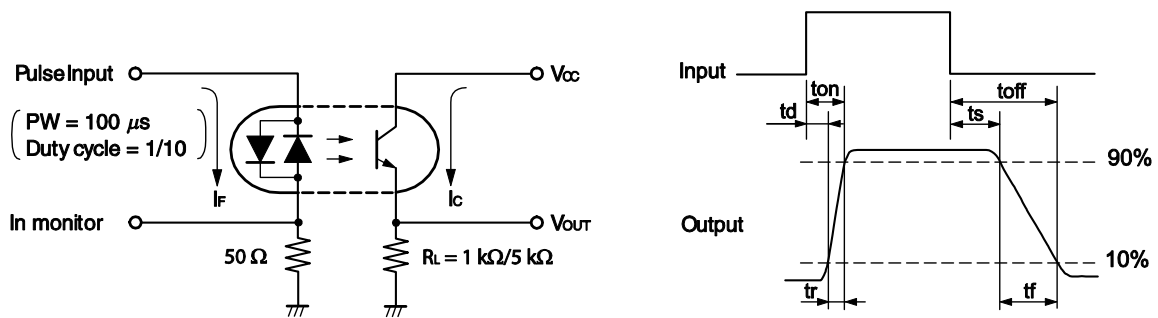 Pulse Input
PW = 100 μs
Duty cycle = 1/10
In monitor
50 Ω
IF
IC
VCC
VOUT
RL = 1 kΩ/5 kΩ
Input
ton
toff
td
ts
90%
Output
10%
tr
tf